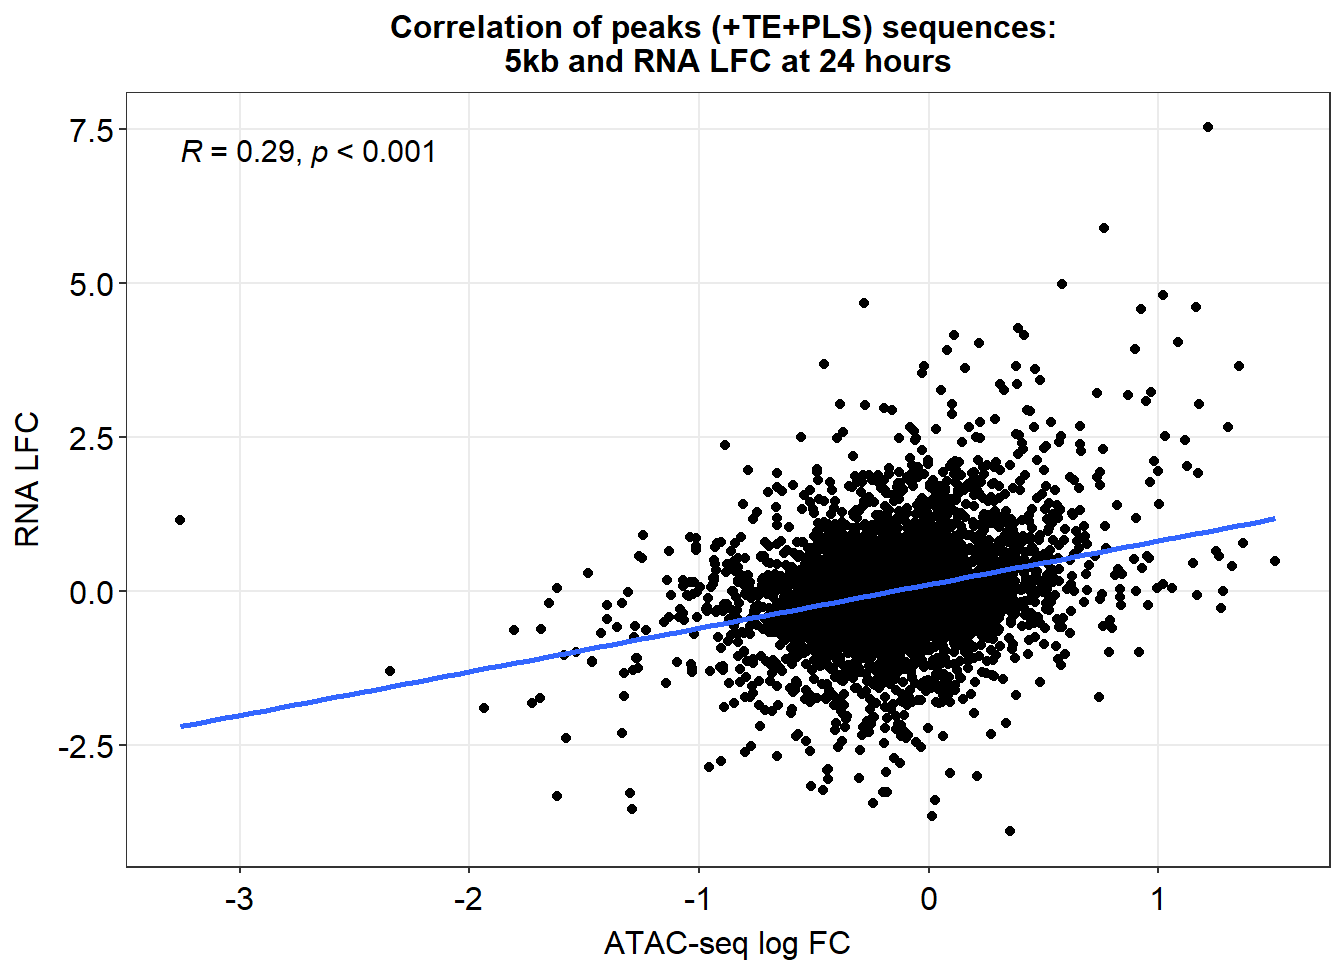 Correlation of peaks (+TE+PLS) sequences:
5kb and RNA LFC at 24 hours
R = 0.29, p < 0.001
7.5
5.0
2.5
0.0
-2.5
RNA LFC
-3
-2
-1
0
1
ATAC-seq log FC